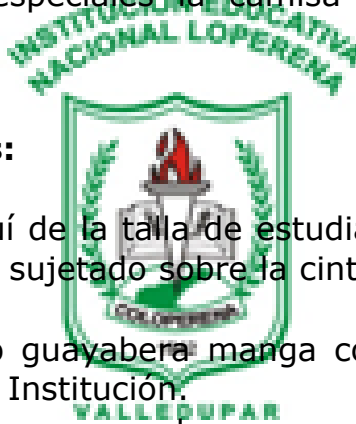 especiales la camisa
INSTITUCIÓN EDUCATIVA
NACIONAL LOPERENA
s:
uí de la talla de estudia
sujetado sobre la cint
COLOPERENA
o guayabera manga co
Institución.
VALLEDUPAR